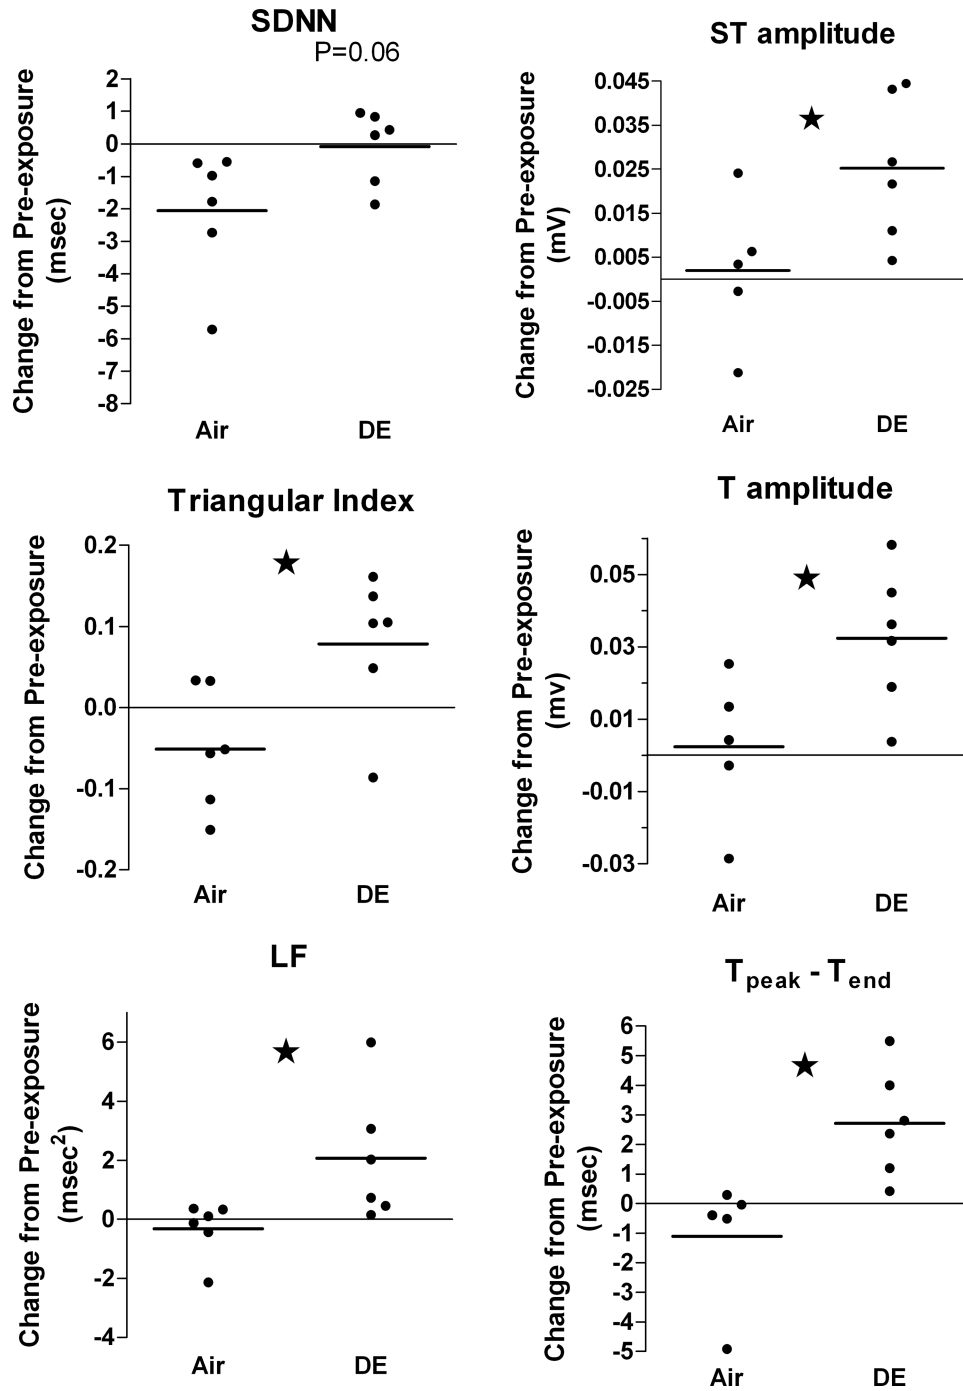 SDNN
P=0.06
Change from Pre-exposure
(msec)
2
1
0
-1
-2
-3
-4
-5
-6
-7
-8
Air DE
ST amplitude
Change from Pre-exposure
(mV)
0.045
0.035
0.025
0.015
0.005
-0.005
-0.015
-0.025
Air DE
Triangular Index
Change from Pre-exposure
0.2
0.1
0.0
-0.1
-0.2
Air DE
T amplitude
Change from Pre-exposure
(mv)
0.05
0.03
0.01
-0.01
-0.03
Air DE
LF
Change from Pre-exposure
(msec²)
6
4
2
0
-2
-4
Air DE
Tpeak - Tend
Change from Pre-exposure
(msec)
6
5
4
3
2
1
0
-1
-2
-3
-4
-5
Air DE